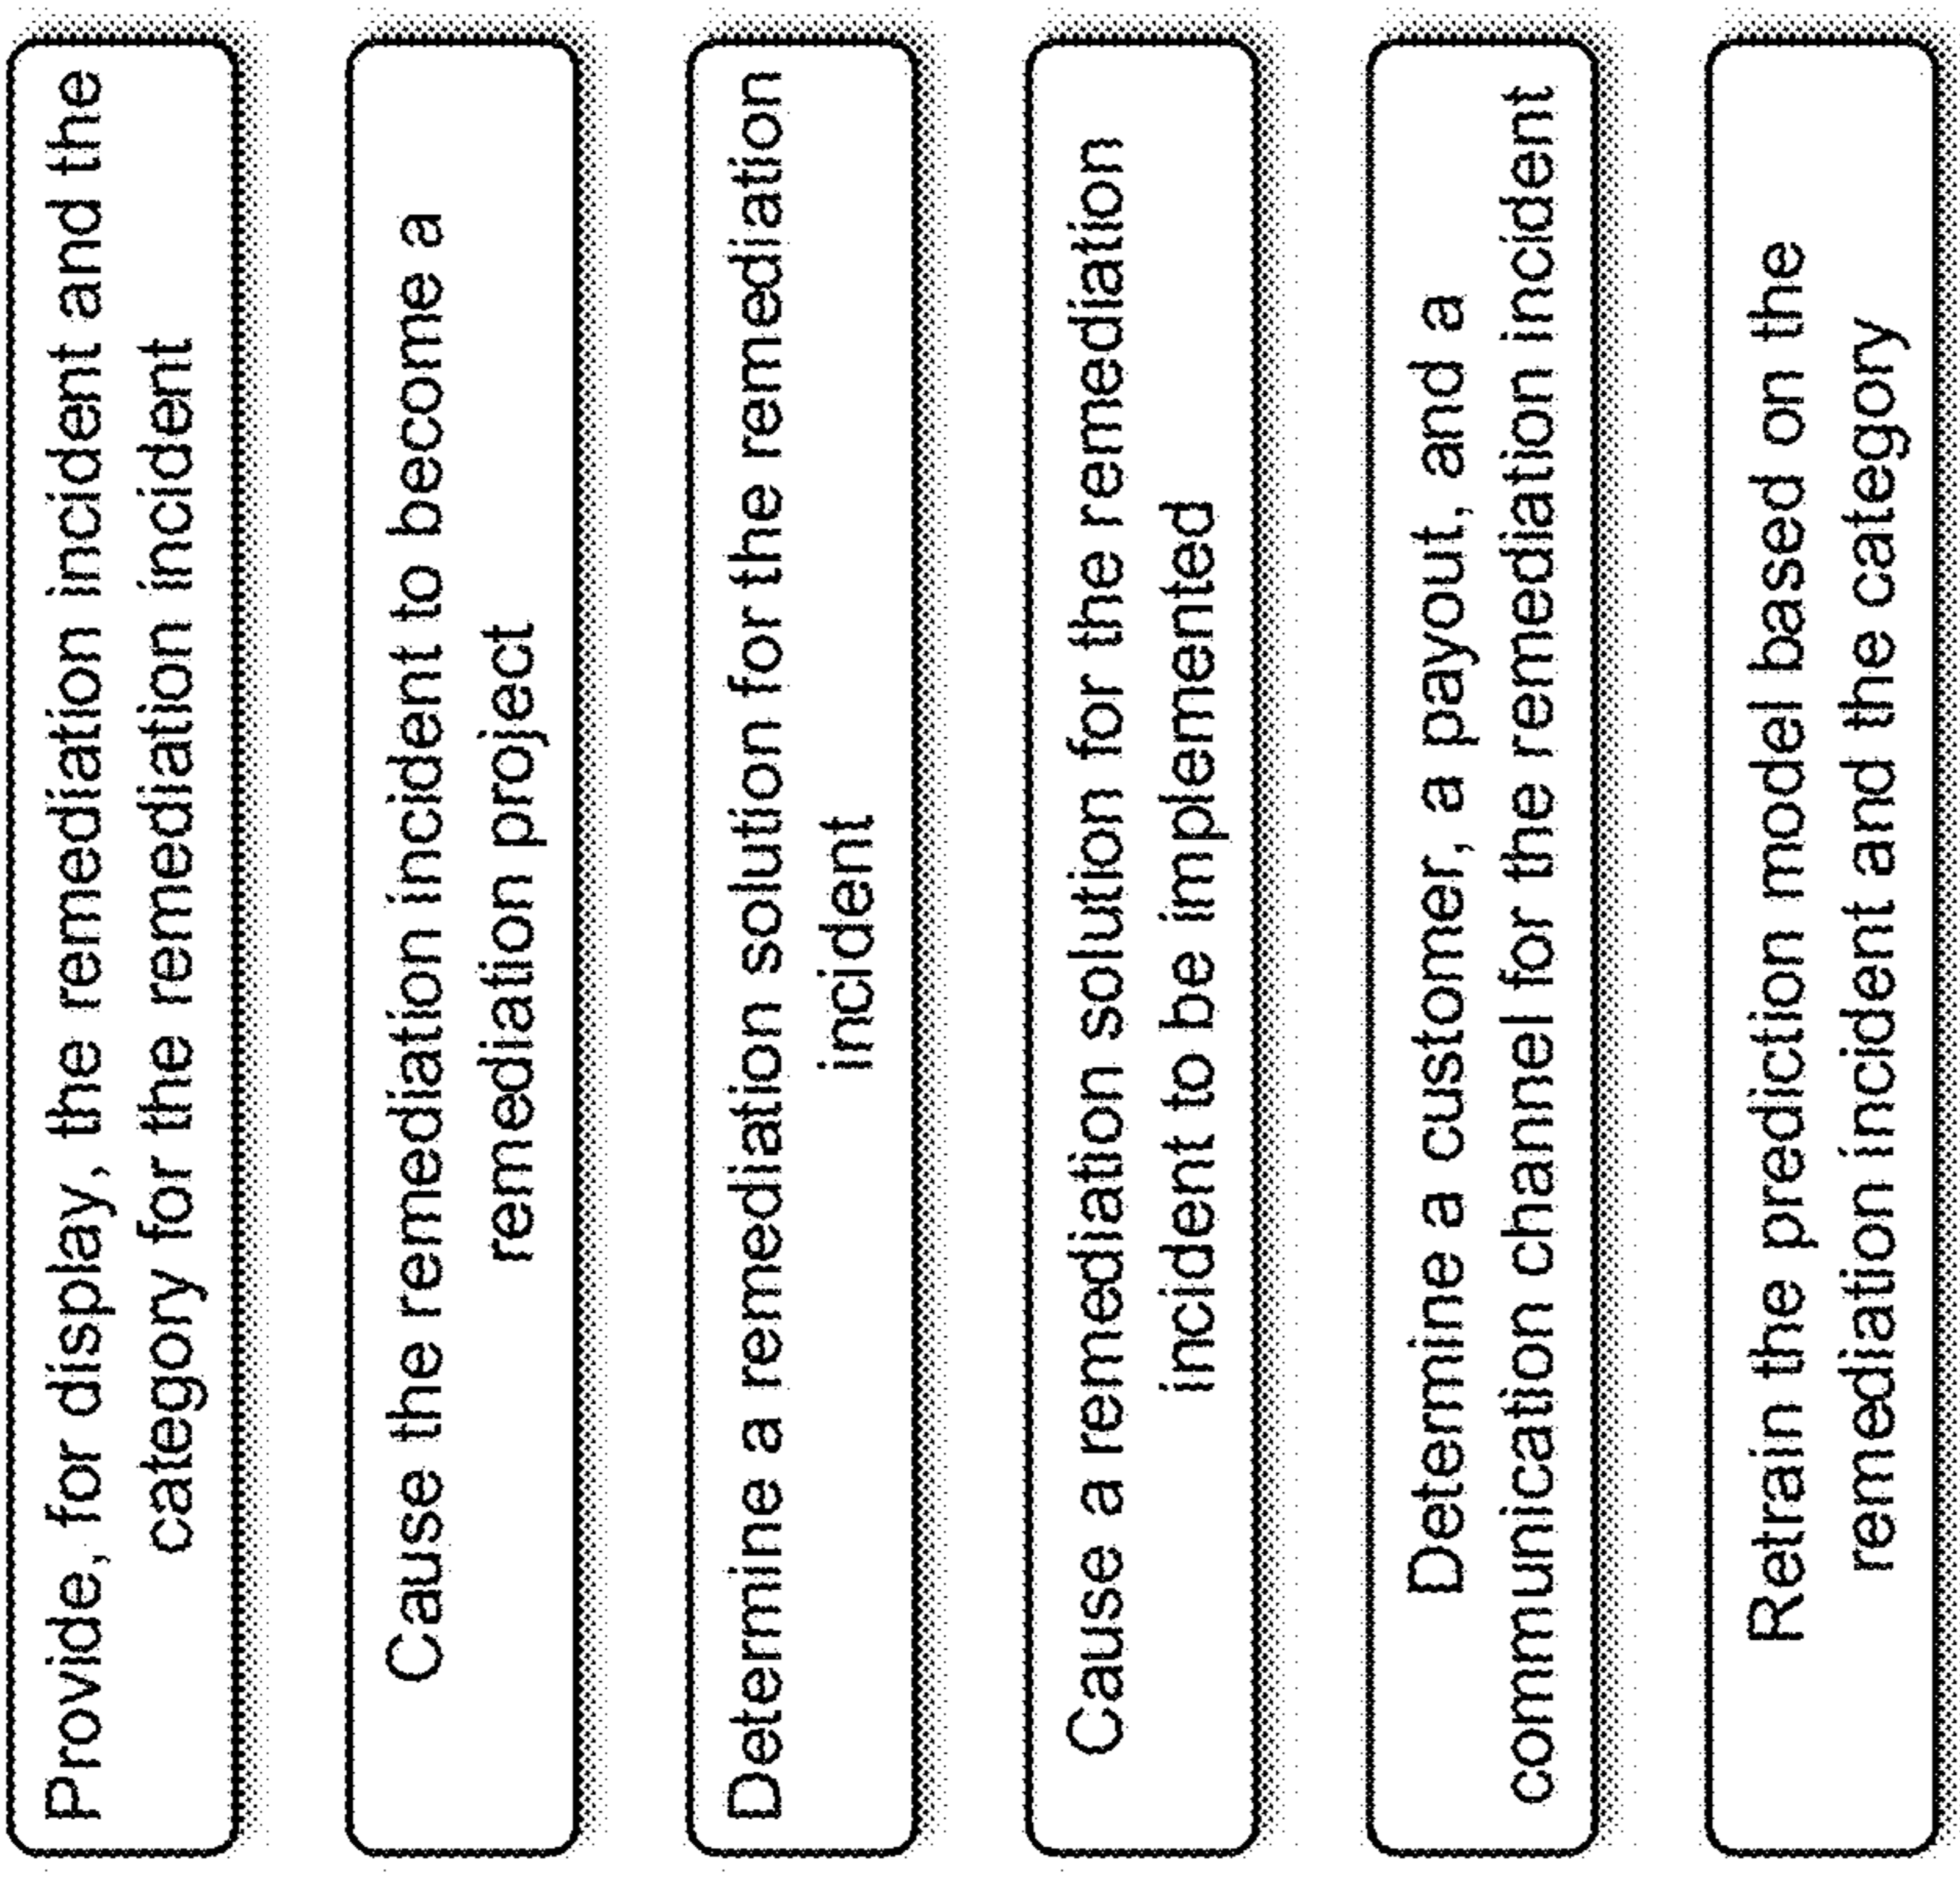 Provide, for display, the remediation incident and the
category for the remediation incident
Cause the remediation incident to become a
remediation project
Determine a remediation solution for the remediation
incident
Cause a remediation solution for the remediation
incident to be implemented
Determine a customer, a payout, and a
communication channel for the remediation incident
Retrain the prediction model based on the
remediation incident and the category